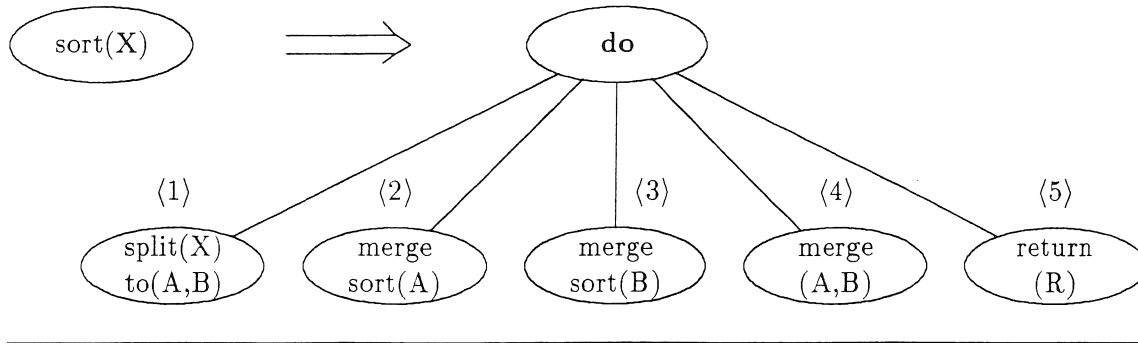 sort(X)
do
⟨1⟩
⟨2⟩
⟨3⟩
⟨4⟩
⟨5⟩
split(X)
to(A,B)
merge
sort(A)
merge
sort(B)
merge
(A,B)
return
(R)